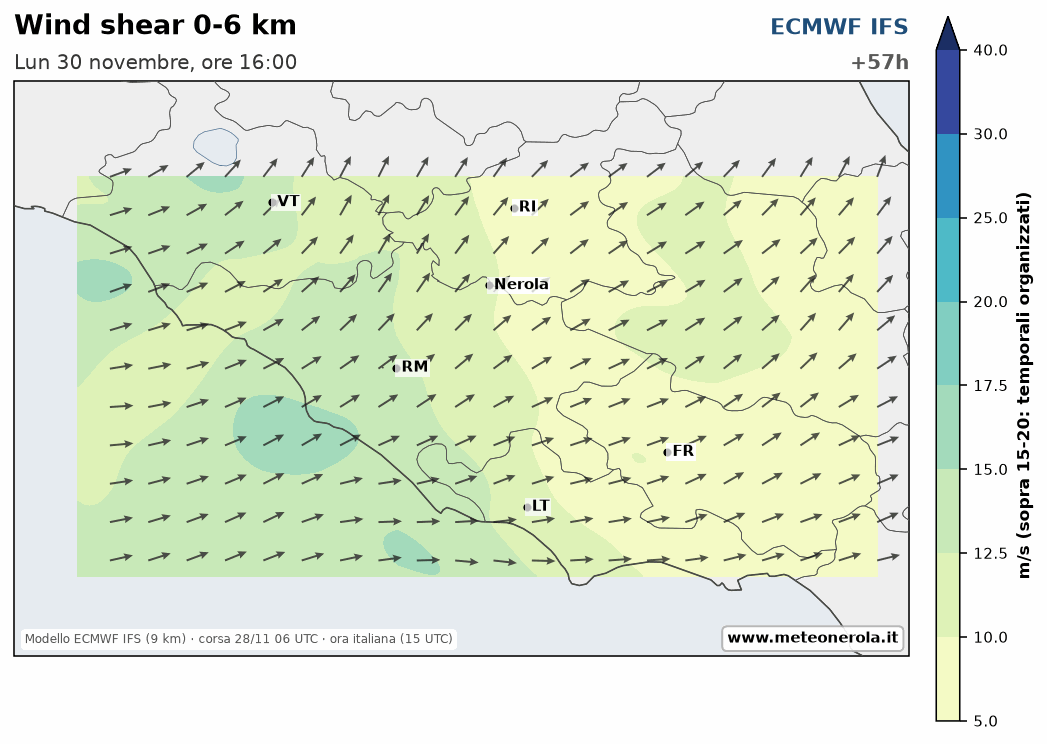 Wind shear 0-6 km
ECMWF IFS
Lun 30 novembre, ore 16:00
+57h
VT
RI
Nerola
RM
FR
LT
40.0
30.0
25.0
20.0
17.5
15.0
12.5
10.0
5.0
m/s (sopra 15-20: temporali organizzati)
Modello ECMWF IFS (9 km) · corsa 28/11 06 UTC · ora italiana (15 UTC)
www.meteonerola.it